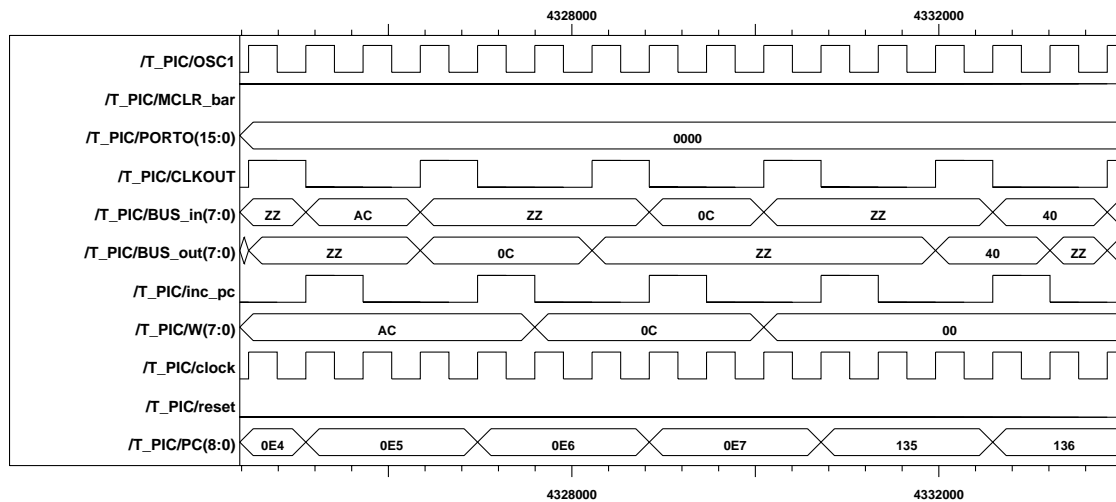 4328000 4332000
/T_PIC/OSC1
/T_PIC/MCLR_bar
/T_PIC/PORTO(15:0) 0000
/T_PIC/CLKOUT
/T_PIC/BUS_in(7:0) ZZ AC ZZ 0C ZZ 40
/T_PIC/BUS_out(7:0) ZZ 0C ZZ 40 ZZ
/T_PIC/inc_pc
/T_PIC/W(7:0) AC 0C 00
/T_PIC/clock
/T_PIC/reset
/T_PIC/PC(8:0) 0E4 0E5 0E6 0E7 135 136
4328000 4332000